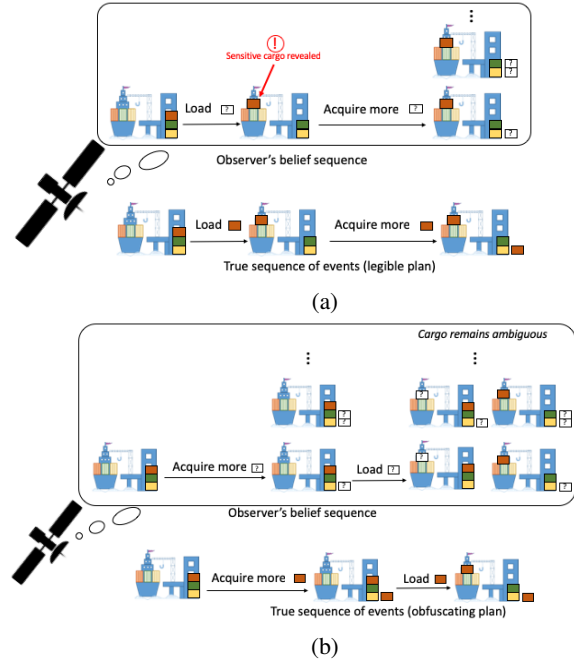 !
Sensitive cargo revealed
⋮
?
?
Load ?
Acquire more ?
?
Observer's belief sequence
Load
Acquire more
True sequence of events (legible plan)
(a)
Cargo remains ambiguous
⋮
⋮
?
?
?
?
?
?
Acquire more ?
?
Load ?
?
?
Observer's belief sequence
Acquire more
Load
True sequence of events (obfuscating plan)
(b)